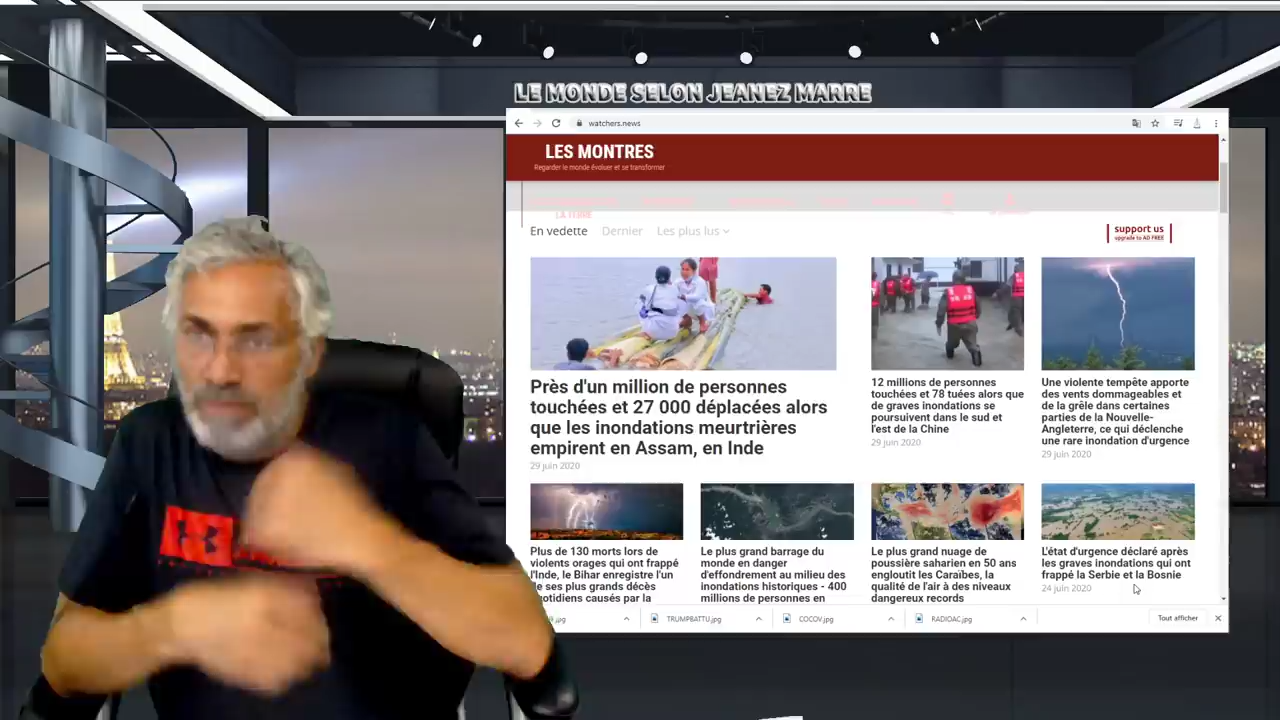 LE MONDE SELON JEANEZ MARRE
watchers.news
LES MONTRES
Regarder le monde évoluer et se transformer
LA ITURE
En vedette
Dernier
Les plus lus
support us
upgrade to AD FREE
Près d'un million de personnes
touchées et 27 000 déplacées alors
que les inondations meurtrières
empirent en Assam, en Inde
29 juin 2020
12 millions de personnes
touchées et 78 tuées alors que
de graves inondations se
poursuivent dans le sud et
l'est de la Chine
29 juin 2020
Une violente tempête apporte
des vents dommageables et
de la grêle dans certaines
parties de la Nouvelle-
Angleterre, ce qui déclenche
une rare inondation d'urgence
29 juin 2020
Plus de 130 morts lors de
violents orages qui ont frappé
l'Inde, le Bihar enregistre l'un
de ses plus grands décès
quotidiens causés par la
Le plus grand barrage du
monde en danger
d'effondrement au milieu des
inondations historiques - 400
millions de personnes en
Le plus grand nuage de
poussière saharien en 50 ans
engloutit les Caraïbes, la
qualité de l'air à des niveaux
dangereux records
L'état d'urgence déclaré après
les graves inondations qui ont
frappé la Serbie et la Bosnie
24 juin 2020
.jpg
TRUMPBATTU.jpg
COCOV.jpg
RADIOAC.jpg
Tout afficher